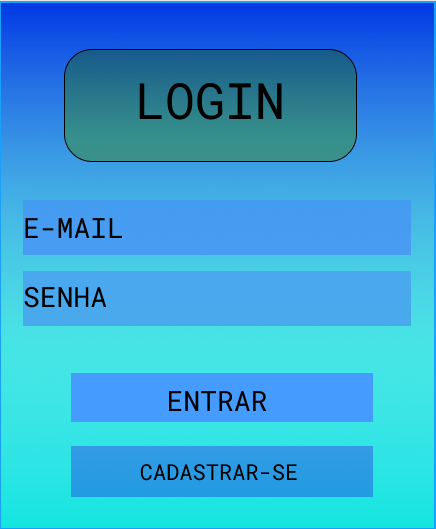 LOGIN
E-MAIL
SENHA
ENTRAR
CADASTRAR-SE